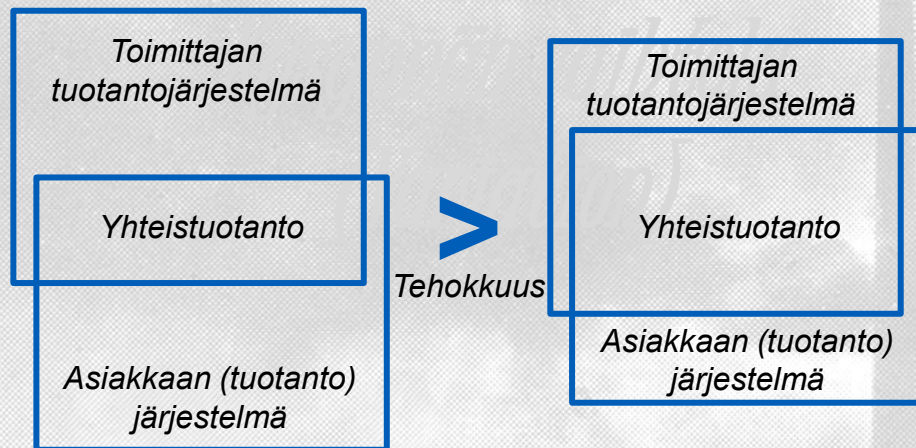 Toimittajan
tuotantojärjestelmä
Yhteistuotanto
Asiakkaan (tuotanto)
järjestelmä
>
Tehokkuus
Toimittajan
tuotantojärjestelmä
Yhteistuotanto
Asiakkaan (tuotanto)
järjestelmä